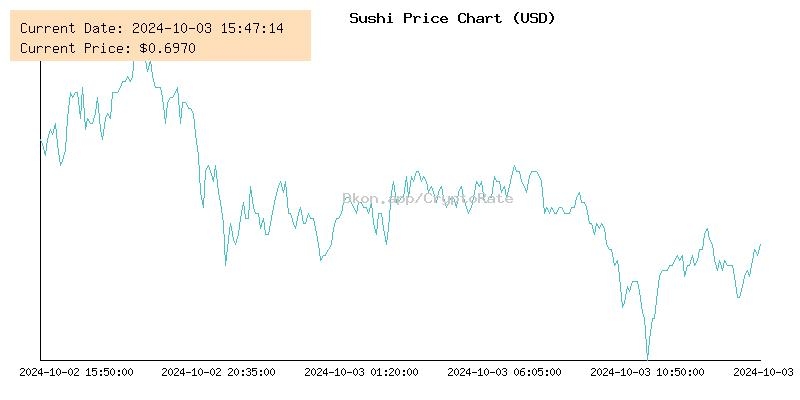 Sushi Price Chart (USD)
Current Date: 2024-10-03 15:47:14
Current Price: $0.6970
Dkon.app/CryptoRate
2024-10-02 15:50:00 2024-10-02 20:35:00 2024-10-03 01:20:00 2024-10-03 06:05:00 2024-10-03 10:50:00 2024-10-03